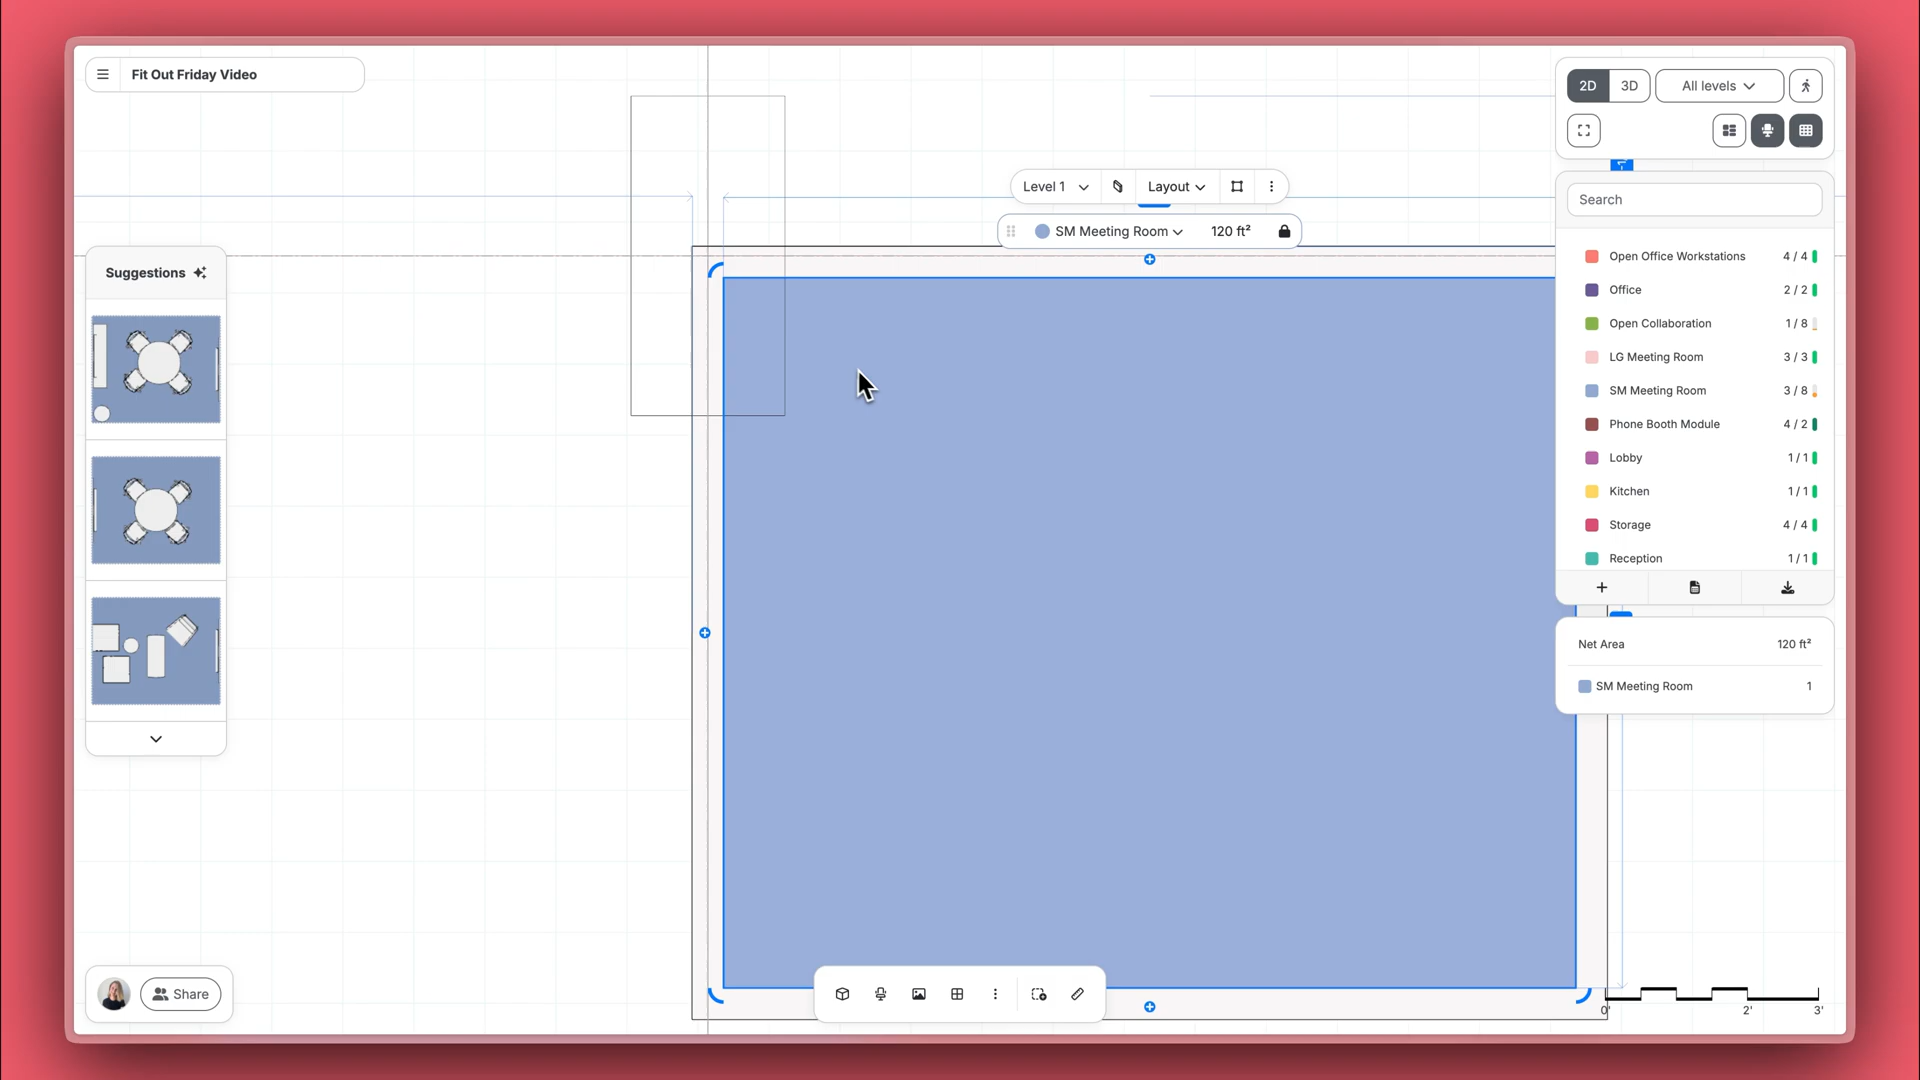 Fit Out Friday Video
2D
3D
All levels
Level 1
Layout
Search
SM Meeting Room
120 ft²
Suggestions
Open Office Workstations 4 / 4
Office 2 / 2
Open Collaboration 1 / 8
LG Meeting Room 3 / 3
SM Meeting Room 3 / 8
Phone Booth Module 4 / 2
Lobby 1 / 1
Kitchen 1 / 1
Storage 4 / 4
Reception 1 / 1
Net Area 120 ft²
SM Meeting Room 1
Share
0'
2'
3'